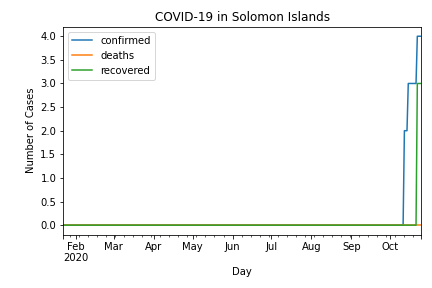 COVID-19 in Solomon Islands
confirmed
deaths
recovered
Number of Cases
4.0
3.5
3.0
2.5
2.0
1.5
1.0
0.5
0.0
Feb Mar Apr May Jun Jul Aug Sep Oct
2020
Day